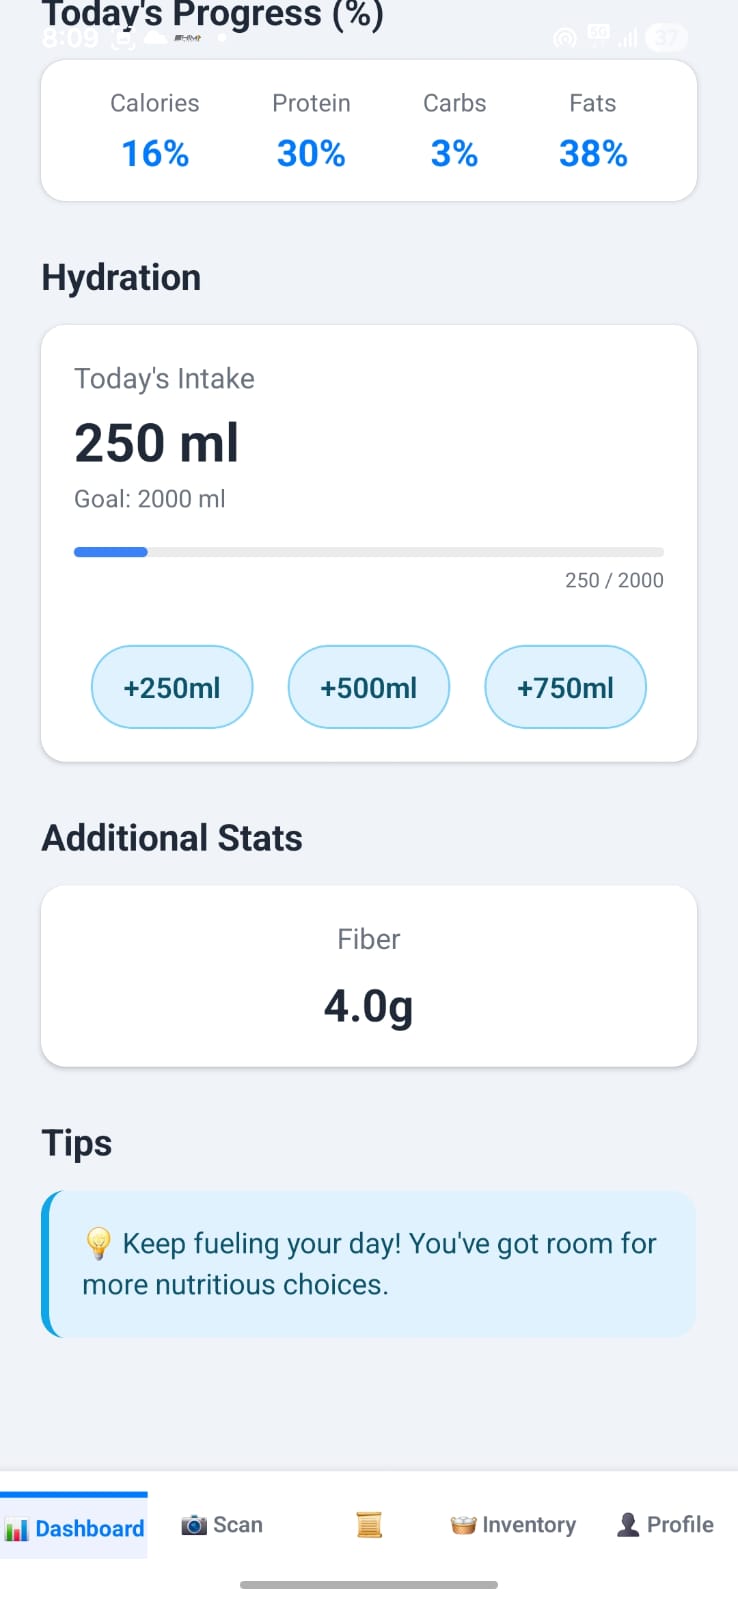 Today's Progress (%)
8:09
5G
37
Calories Protein Carbs Fats
16% 30% 3% 38%
Hydration
Today's Intake
250 ml
Goal: 2000 ml
250 / 2000
+250ml +500ml +750ml
Additional Stats
Fiber
4.0g
Tips
💡 Keep fueling your day! You've got room for
more nutritious choices.
Dashboard Scan Inventory Profile